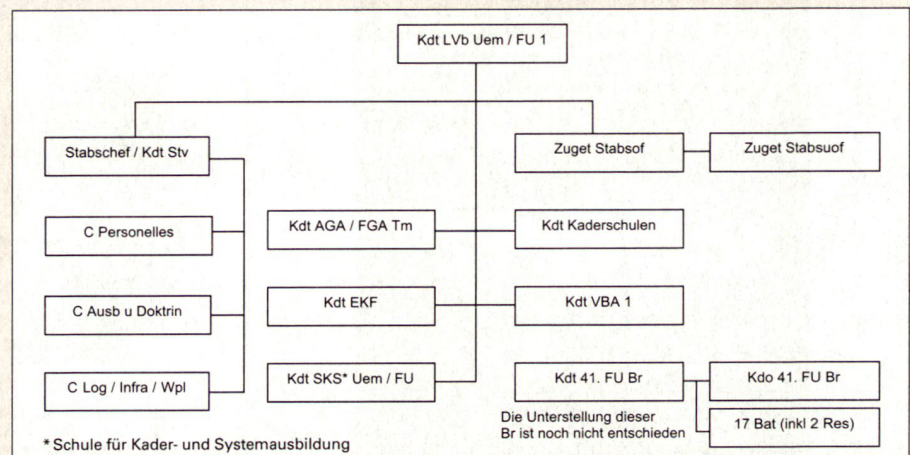 Kdt LVb Uem / FU 1
Stabschef / Kdt Stv
Zuget Stabsof
Zuget Stabsuof
C Personelles
Kdt AGA / FGA Tm
Kdt Kaderschulen
C Ausb u Doktrin
Kdt EKF
Kdt VBA 1
C Log / Infra / Wpl
Kdt SKS* Uem / FU
Kdt 41. FU Br
Kdo 41. FU Br
Die Unterstellung dieser
Br ist noch nicht entschieden
17 Bat (inkl 2 Res)
* Schule für Kader- und Systemausbildung